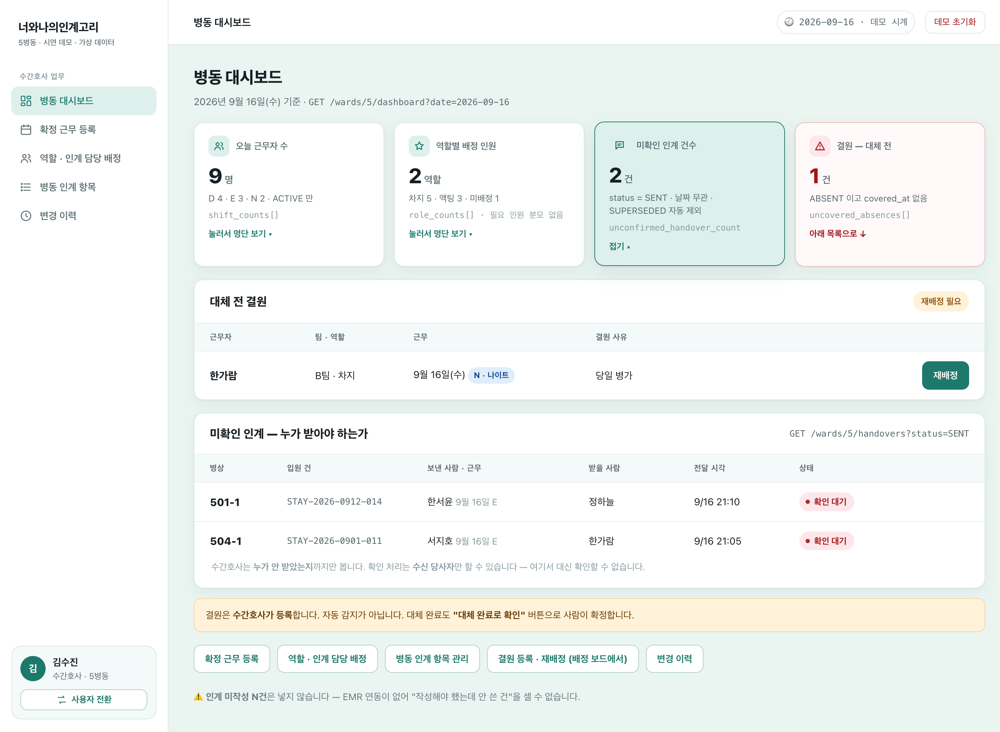 너와나의인계고리
5병동 · 시연 데모 · 가상 데이터
수간호사 업무
병동 대시보드
확정 근무 등록
역할 · 인계 담당 배정
병동 인계 항목
변경 이력
김
김수진
수간호사 · 5병동
사용자 전환
병동 대시보드
2026-09-16 · 데모 시계
데모 초기화
병동 대시보드
2026년 9월 16일(수) 기준 · GET /wards/5/dashboard?date=2026-09-16
오늘 근무자 수
9 명
D 4 · E 3 · N 2 · ACTIVE 만
shift_counts[]
눌러서 명단 보기 ▾
역할별 배정 인원
2 역할
차지 5 · 액팅 3 · 미배정 1
role_counts[] · 필요 인원 분모 없음
눌러서 명단 보기 ▾
미확인 인계 건수
2 건
status = SENT · 날짜 무관 ·
SUPERSEDED 자동 제외
unconfirmed_handover_count
접기 ▴
결원 — 대체 전
1 건
ABSENT 이고 covered_at 없음
uncovered_absences[]
아래 목록으로 ↓
대체 전 결원
재배정 필요
근무자 팀 · 역할 근무 결원 사유
한가람 B팀 · 차지 9월 16일(수) N · 나이트 당일 병가 재배정
미확인 인계 — 누가 받아야 하는가
GET /wards/5/handovers?status=SENT
병상 입원 건 보낸 사람 · 근무 받을 사람 전달 시각 상태
501-1 STAY-2026-0912-014 한서윤 9월 16일 E 정하늘 9/16 21:10 확인 대기
504-1 STAY-2026-0901-011 서지호 9월 16일 E 한가람 9/16 21:05 확인 대기
수간호사는 누가 안 받았는지까지만 봅니다. 확인 처리는 수신 당사자만 할 수 있습니다 — 여기서 대신 확인할 수 없습니다.
결원은 수간호사가 등록합니다. 자동 감지가 아닙니다. 대체 완료도 "대체 완료로 확인" 버튼으로 사람이 확정합니다.
확정 근무 등록
역할 · 인계 담당 배정
병동 인계 항목 관리
결원 등록 · 재배정 (배정 보드에서)
변경 이력
⚠️ 인계 미작성 N건은 넣지 않습니다 — EMR 연동이 없어 "작성해야 했는데 안 쓴 건"을 셀 수 없습니다.